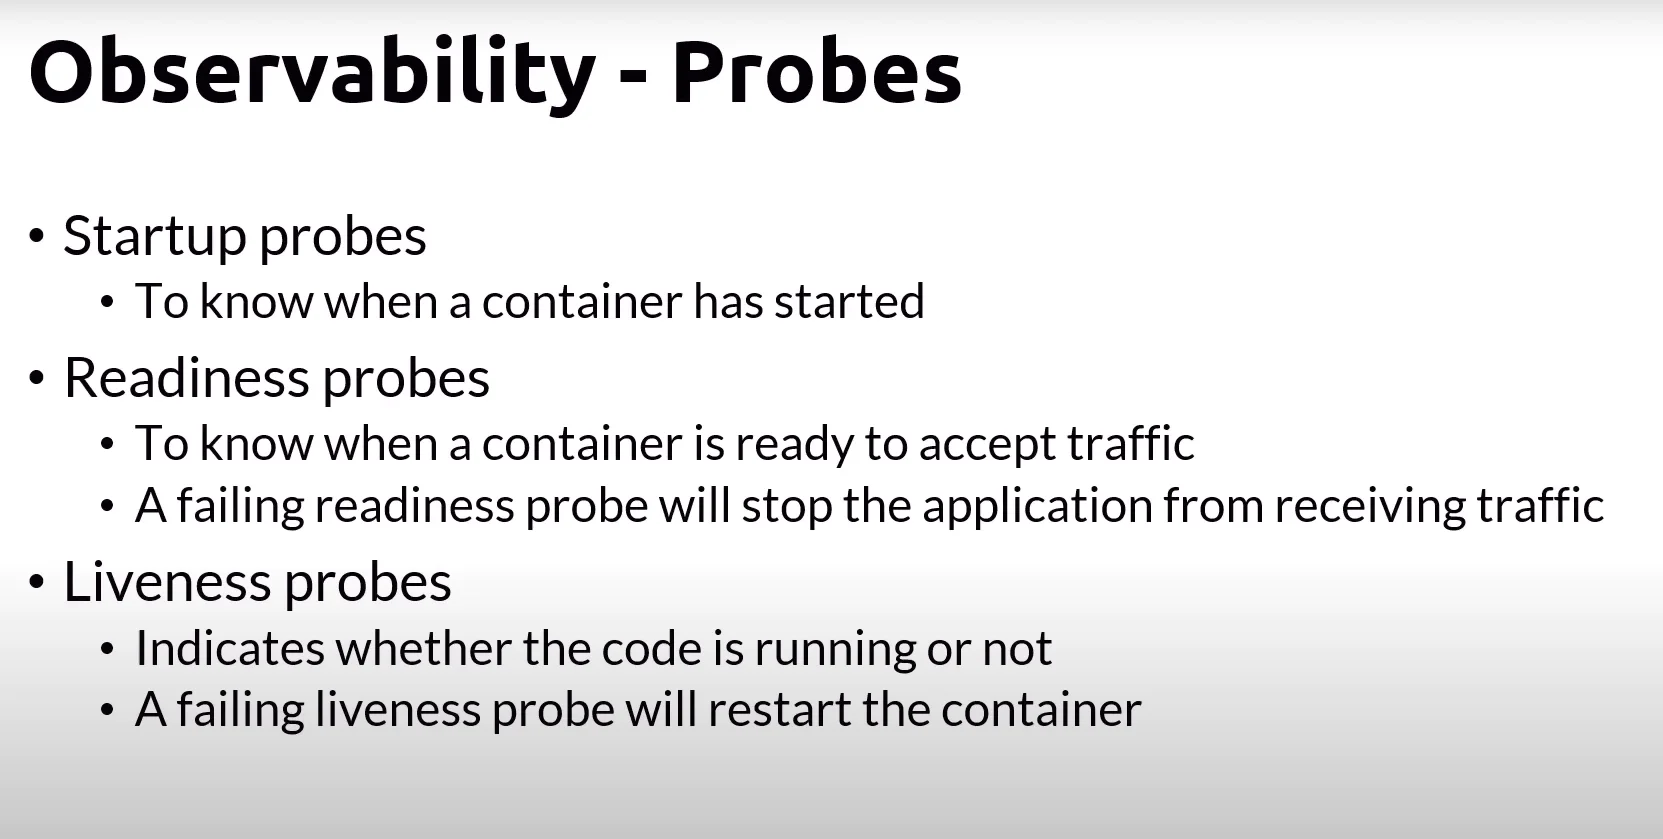 Observability - Probes
• Startup probes
• To know when a container has started
• Readiness probes
• To know when a container is ready to accept traffic
• A failing readiness probe will stop the application from receiving traffic
• Liveness probes
• Indicates whether the code is running or not
• A failing liveness probe will restart the container